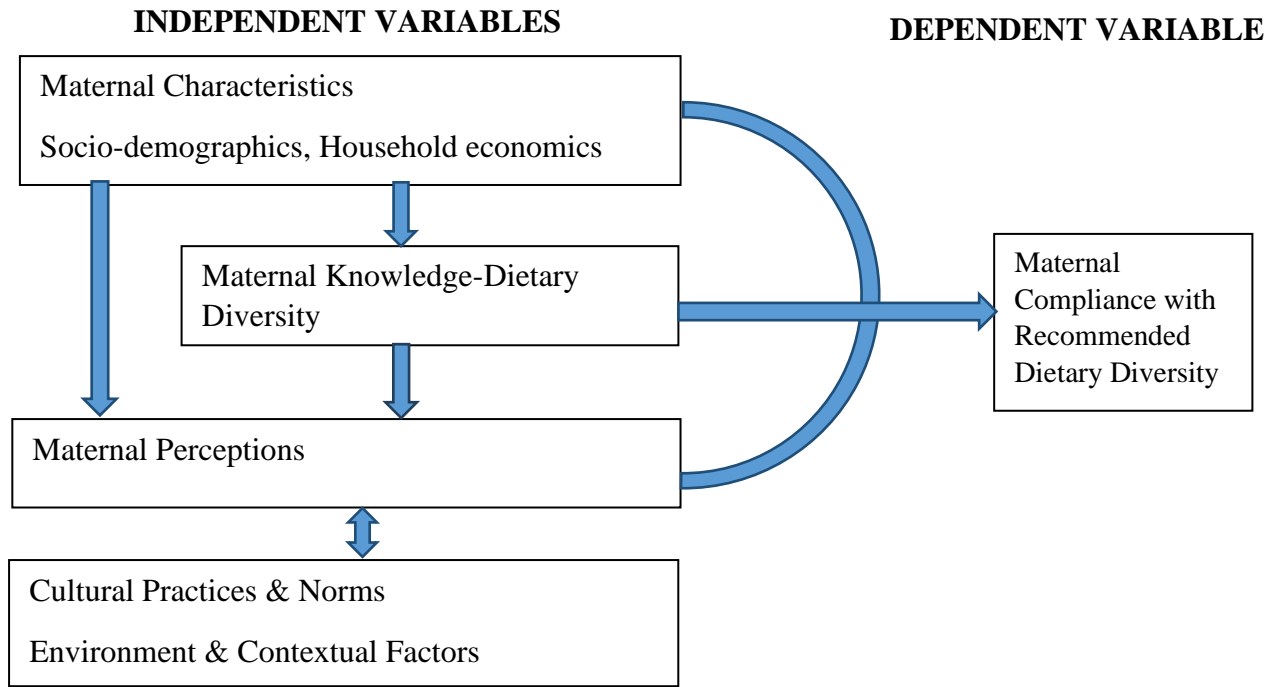 INDEPENDENT VARIABLES
DEPENDENT VARIABLE
Maternal Characteristics
Socio-demographics, Household economics
Maternal Knowledge-Dietary
Diversity
Maternal
Compliance with
Recommended
Dietary Diversity
Maternal Perceptions
Cultural Practices & Norms
Environment & Contextual Factors